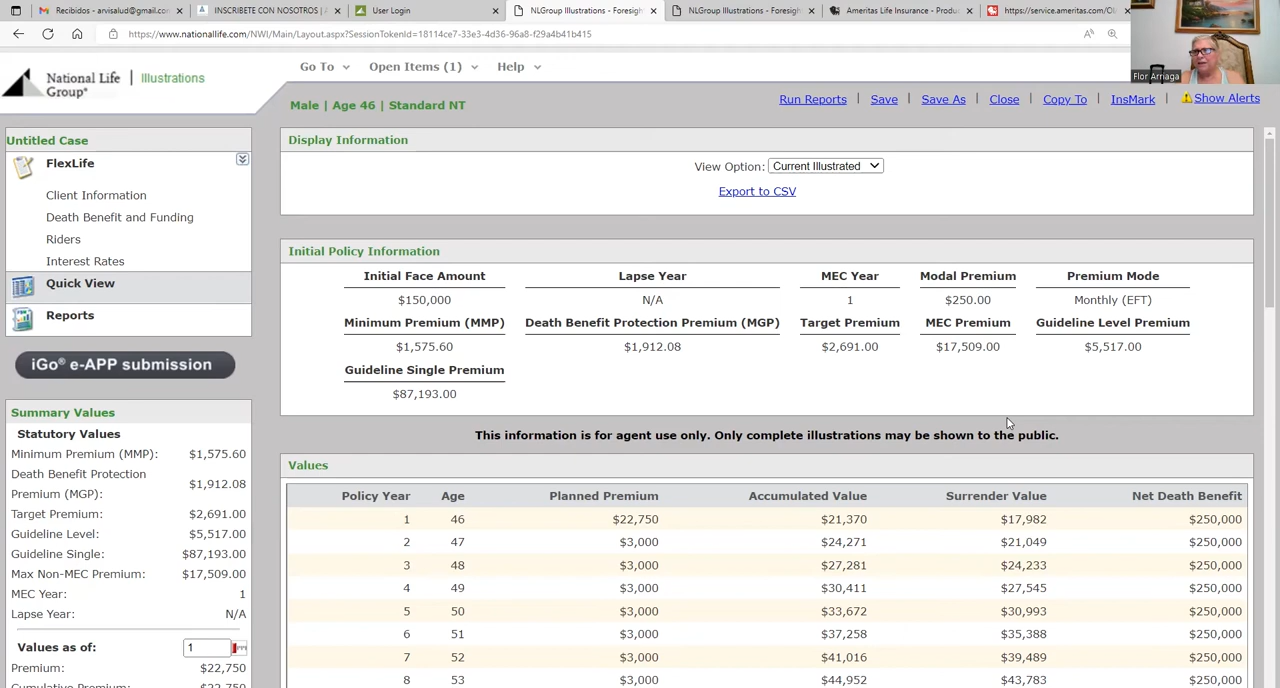 Recibidos - arvisalud@gmail.co
INSCRIBETE CON NOSOTROS |
User Login
NLGroup Illustrations - Foresigh
NLGroup Illustrations - Foresigh
Ameritas Life Insurance - Produc
https://service.ameritas.com/OI
https://www.nationallife.com/NWI/Main/Layout.aspx?SessionTokenId=18114ce7-33e3-4d36-96a8-f29a4b41b415
Flor Arriaga
National Life Group® | Illustrations
Go To
Open Items (1)
Help
Male | Age 46 | Standard NT
Run Reports | Save | Save As | Close | Copy To | InsMark | Show Alerts
Untitled Case
FlexLife
Client Information
Death Benefit and Funding
Riders
Interest Rates
Quick View
Reports
iGo® e-APP submission
Summary Values
Statutory Values
Minimum Premium (MMP): $1,575.60
Death Benefit Protection Premium (MGP): $1,912.08
Target Premium: $2,691.00
Guideline Level: $5,517.00
Guideline Single: $87,193.00
Max Non-MEC Premium: $17,509.00
MEC Year: 1
Lapse Year: N/A
Values as of: 1
Premium: $22,750
Cumulative Premium: $22,750
Display Information
View Option: Current Illustrated
Export to CSV
Initial Policy Information
Initial Face Amount Lapse Year MEC Year Modal Premium Premium Mode
$150,000 N/A 1 $250.00 Monthly (EFT)
Minimum Premium (MMP) Death Benefit Protection Premium (MGP) Target Premium MEC Premium Guideline Level Premium
$1,575.60 $1,912.08 $2,691.00 $17,509.00 $5,517.00
Guideline Single Premium
$87,193.00
This information is for agent use only. Only complete illustrations may be shown to the public.
Values
Policy Year Age Planned Premium Accumulated Value Surrender Value Net Death Benefit
1 46 $22,750 $21,370 $17,982 $250,000
2 47 $3,000 $24,271 $21,049 $250,000
3 48 $3,000 $27,281 $24,233 $250,000
4 49 $3,000 $30,411 $27,545 $250,000
5 50 $3,000 $33,672 $30,993 $250,000
6 51 $3,000 $37,258 $35,388 $250,000
7 52 $3,000 $41,016 $39,489 $250,000
8 53 $3,000 $44,952 $43,783 $250,000